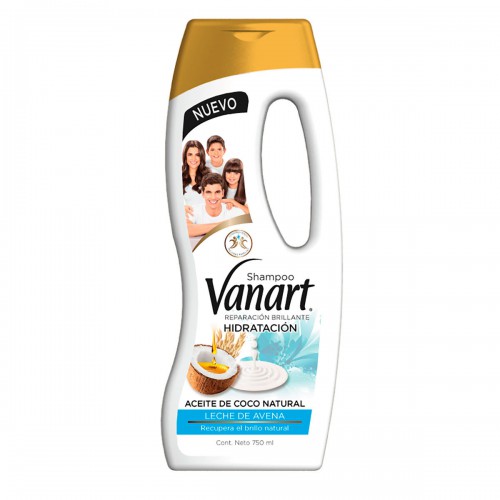 NUEVO
Shampoo
Vanart®
REPARACIÓN BRILLANTE
HIDRATACIÓN
ACEITE DE COCO NATURAL
LECHE DE AVENA
Recupera el brillo natural
Cont. Neto 750 ml